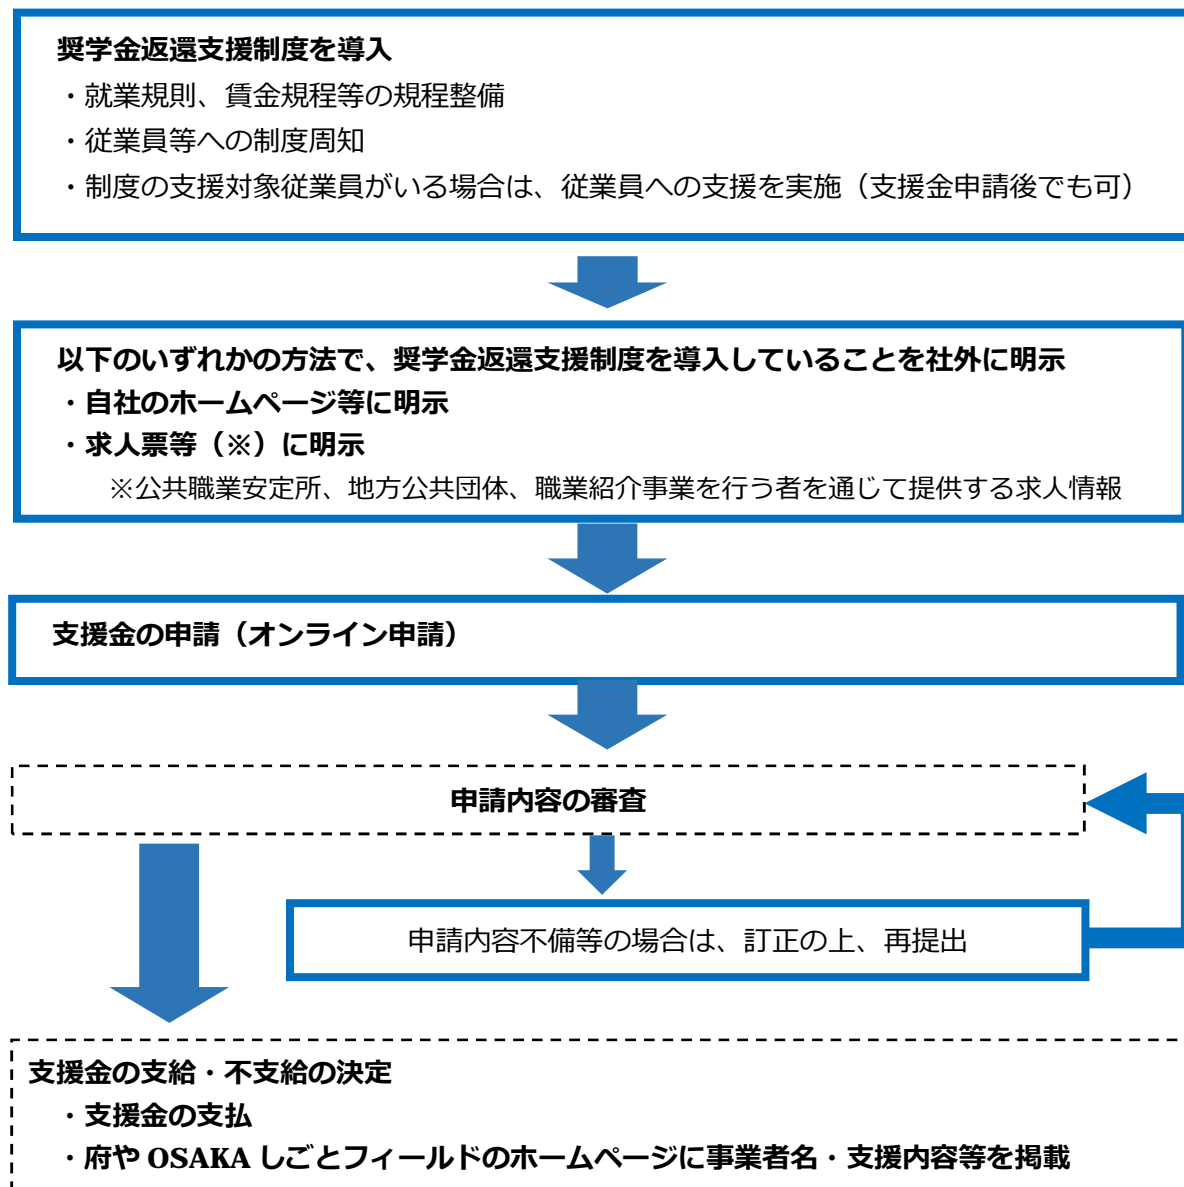 奨学金返還支援制度を導入
・就業規則、賃金規程等の規程整備
・従業員等への制度周知
・制度の支援対象従業員がいる場合は、従業員への支援を実施（支援金申請後でも可）
以下のいずれかの方法で、奨学金返還支援制度を導入していることを社外に明示
・自社のホームページ等に明示
・求人票等（※）に明示
※公共職業安定所、地方公共団体、職業紹介事業を行う者を通じて提供する求人情報
支援金の申請（オンライン申請）
申請内容の審査
申請内容不備等の場合は、訂正の上、再提出
支援金の支給・不支給の決定
・支援金の支払
・府や OSAKA しごとフィールドのホームページに事業者名・支援内容等を掲載